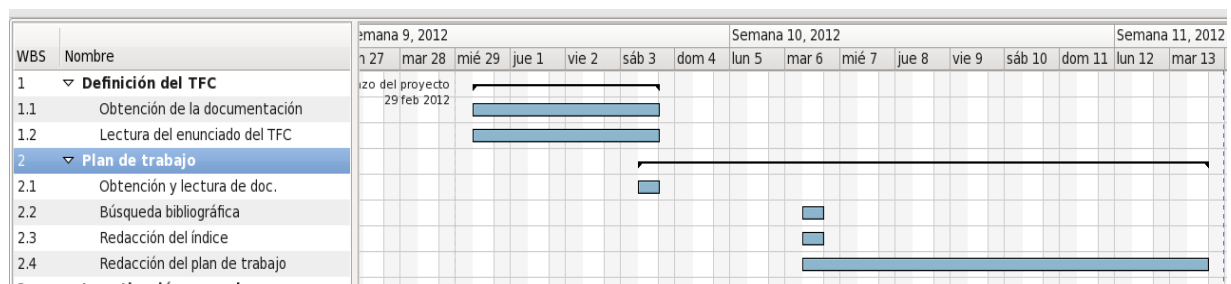 emana 9, 2012 Semana 10, 2012 Semana 11, 2012
WBS Nombre 27 mar 28 mié 29 jue 1 vie 2 sáb 3 dom 4 lun 5 mar 6 mié 7 jue 8 vie 9 sáb 10 dom 11 lun 12 mar 13
1 Definición del TFC
zo del proyecto
29 feb 2012
1.1 Obtención de la documentación
1.2 Lectura del enunciado del TFC
2 Plan de trabajo
2.1 Obtención y lectura de doc.
2.2 Búsqueda bibliográfica
2.3 Redacción del índice
2.4 Redacción del plan de trabajo